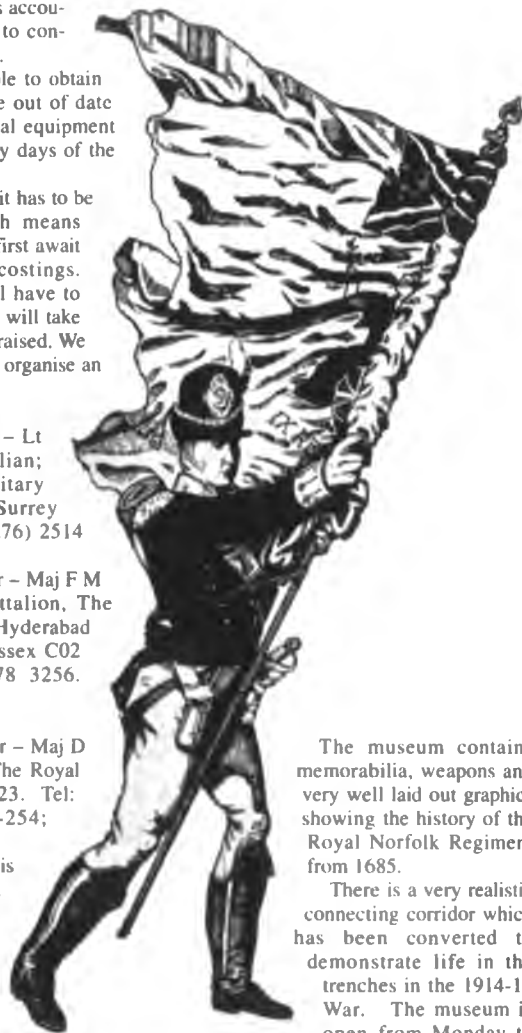 s accou-
to con-
.
le to obtain
e out of date
al equipment
y days of the
it has to be
h means
first await
costings.
l have to
will take
raised. We
organise an
– Lt
lian;
itary
Surrey
76) 2514
r – Maj F M
ttalion, The
Hyderabad
ssex C02
78 3256.
r – Maj D
The Royal
23. Tel:
-254;
is
The museum contain
memorabilia, weapons an
very well laid out graphic
showing the history of th
Royal Norfolk Regimen
from 1685.
There is a very realisti
connecting corridor whic
has been converted t
demonstrate life in th
trenches in the 1914-1
War. The museum i
open from Monday t